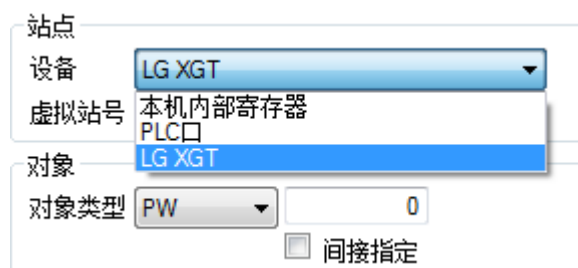 站点
设备 LG XGT
虚拟站号 本机内部寄存器
PLC口
LG XGT
对象
对象类型 PW 0
间接指定